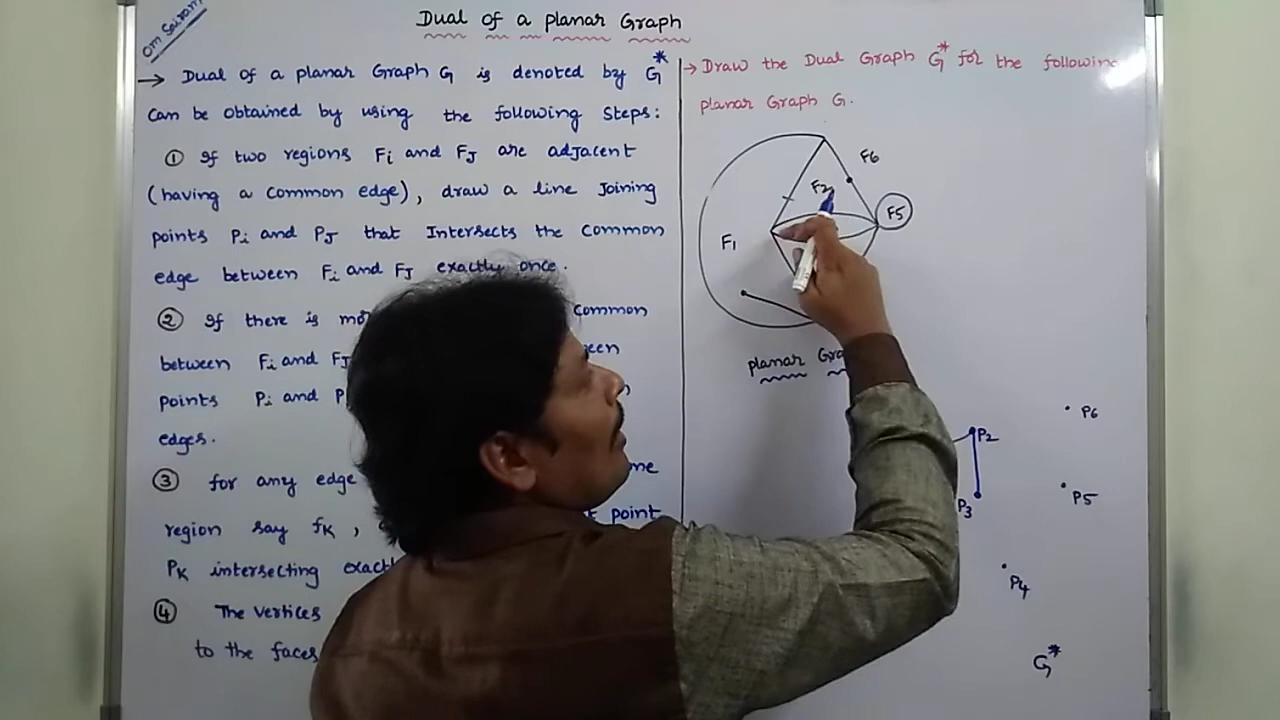 Om Sairam
Dual of a planar Graph
→ Dual of a planar Graph G is denoted by G*
can be obtained by using the following Steps:
① If two regions Fi and FJ are adjacent
(having a common edge), draw a line Joining
points Pi and PJ that Intersects the common
edge between Fi and FJ exactly once.
② If there is common
between Fi and FJ
points Pi and P
edges.
③ for any edge
region say fK, point
PK intersecting
④ The vertices
to the faces
→ Draw the Dual Graph G* for the following
planar Graph G.
F6
F2
F5
F1
planar
P6
P2
P5
P3
P4
G*